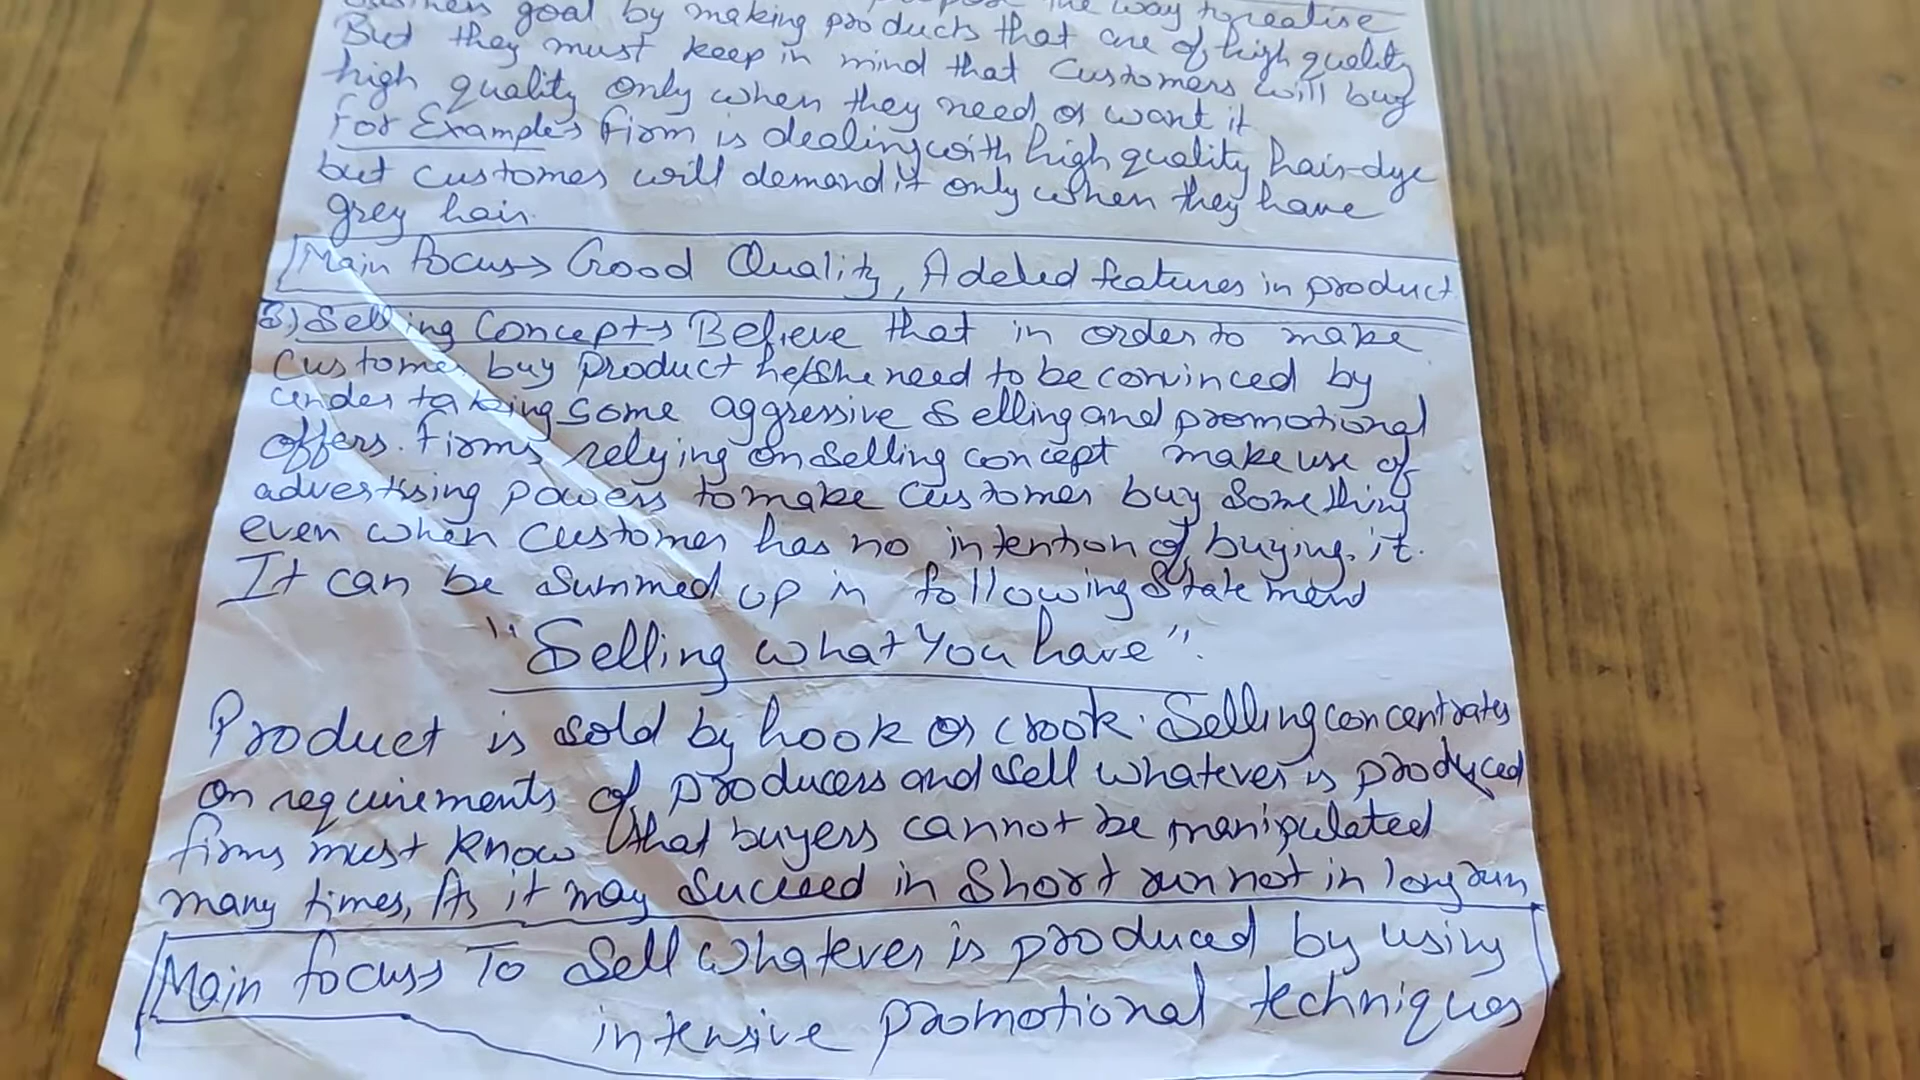 goal by making products that are of high quality
But they must keep in mind that customers will buy
high quality only when they need or want it
For Example → Firm is dealing with high quality hair-dye
but customer will demand it only when they have
grey hair.
Main Focus → Good Quality, Added features in product
3.) Selling Concept → Believe that in order to make
customer buy product he/she need to be convinced by
undertaking some aggressive selling and promotional
offers. Firms relying on selling concept make use of
advertising powers to make customer buy something
even when customer has no intention of buying it.
It can be summed up in following statement
"Selling what You have".
Product is sold by hook or crook. Selling concentrates
on requirements of producers and sell whatever is produced
firms must know that buyers cannot be manipulated
many times, As it may succeed in short run not in long run
Main focus → To Sell whatever is produced by using
intensive promotional techniques